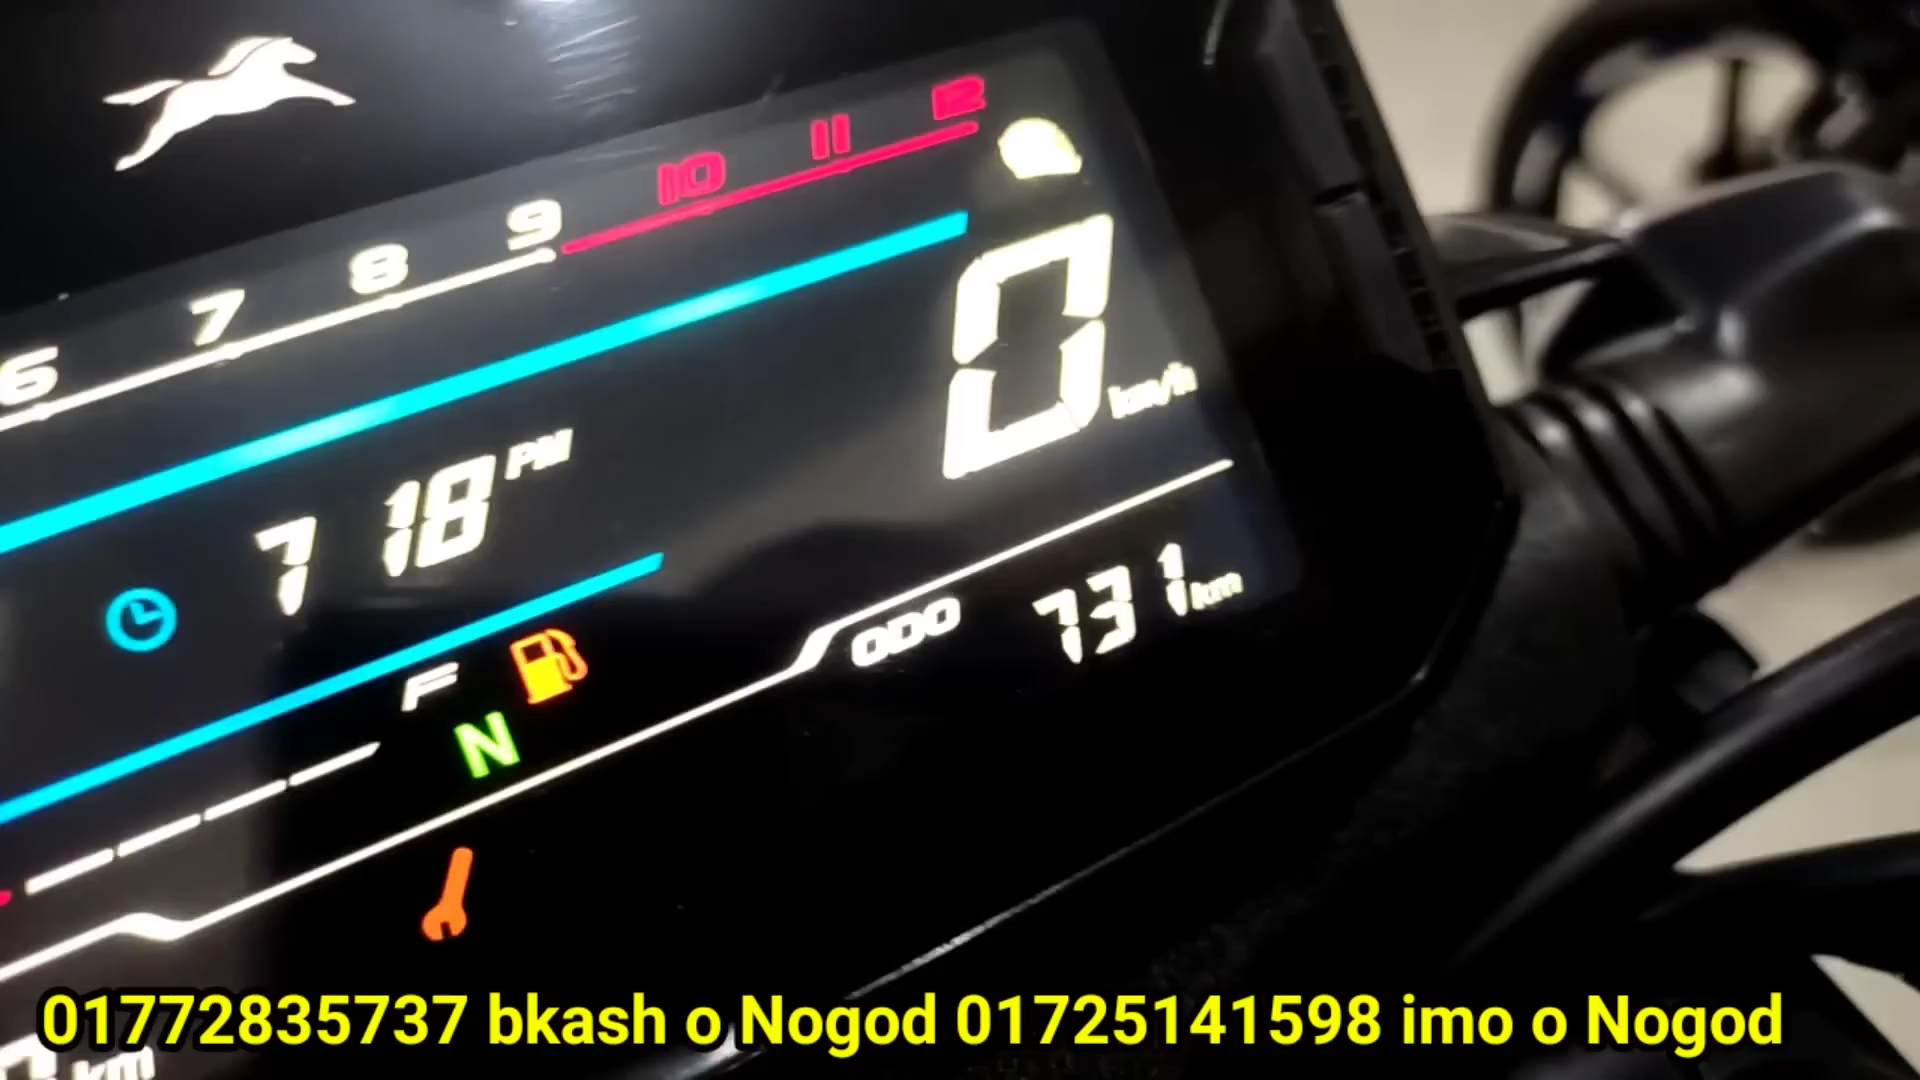 6 7 8 9 10 11 12
0 km/h
7 18 PM
ODO 731 km
F
N
km
01772835737 bkash o Nogod 01725141598 imo o Nogod